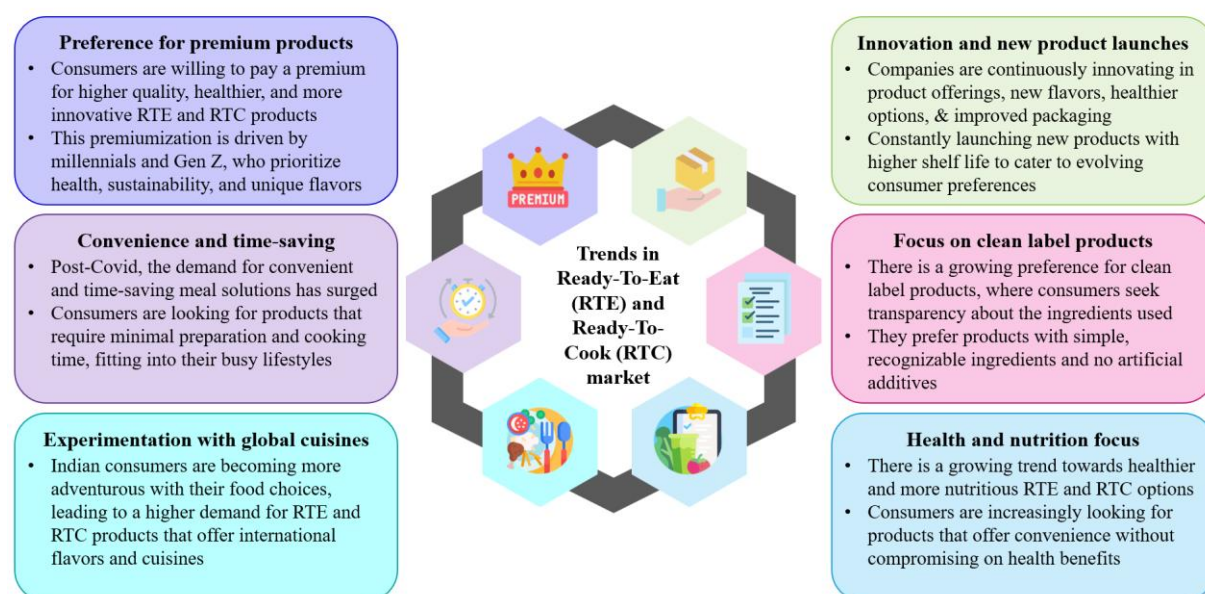 Preference for premium products
• Consumers are willing to pay a premium
for higher quality, healthier, and more
innovative RTE and RTC products
• This premiumization is driven by
millennials and Gen Z, who prioritize
health, sustainability, and unique flavors
Convenience and time-saving
• Post-Covid, the demand for convenient
and time-saving meal solutions has surged
• Consumers are looking for products that
require minimal preparation and cooking
time, fitting into their busy lifestyles
Experimentation with global cuisines
• Indian consumers are becoming more
adventurous with their food choices,
leading to a higher demand for RTE and
RTC products that offer international
flavors and cuisines
PREMIUM
Trends in
Ready-To-Eat
(RTE) and
Ready-To-
Cook (RTC)
market
Innovation and new product launches
• Companies are continuously innovating in
product offerings, new flavors, healthier
options, & improved packaging
• Constantly launching new products with
higher shelf life to cater to evolving
consumer preferences
Focus on clean label products
• There is a growing preference for clean
label products, where consumers seek
transparency about the ingredients used
• They prefer products with simple,
recognizable ingredients and no artificial
additives
Health and nutrition focus
• There is a growing trend towards healthier
and more nutritious RTE and RTC options
• Consumers are increasingly looking for
products that offer convenience without
compromising on health benefits